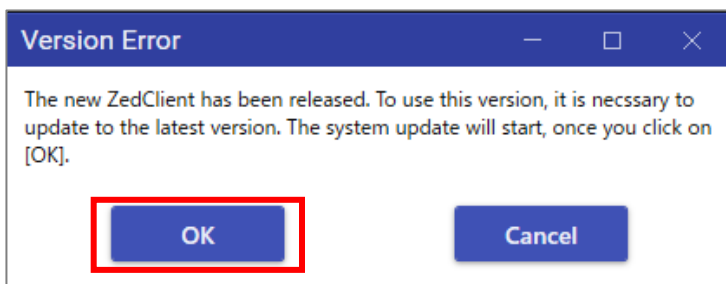 Version Error
The new ZedClient has been released. To use this version, it is necssary to
update to the latest version. The system update will start, once you click on
[OK].
OK
Cancel